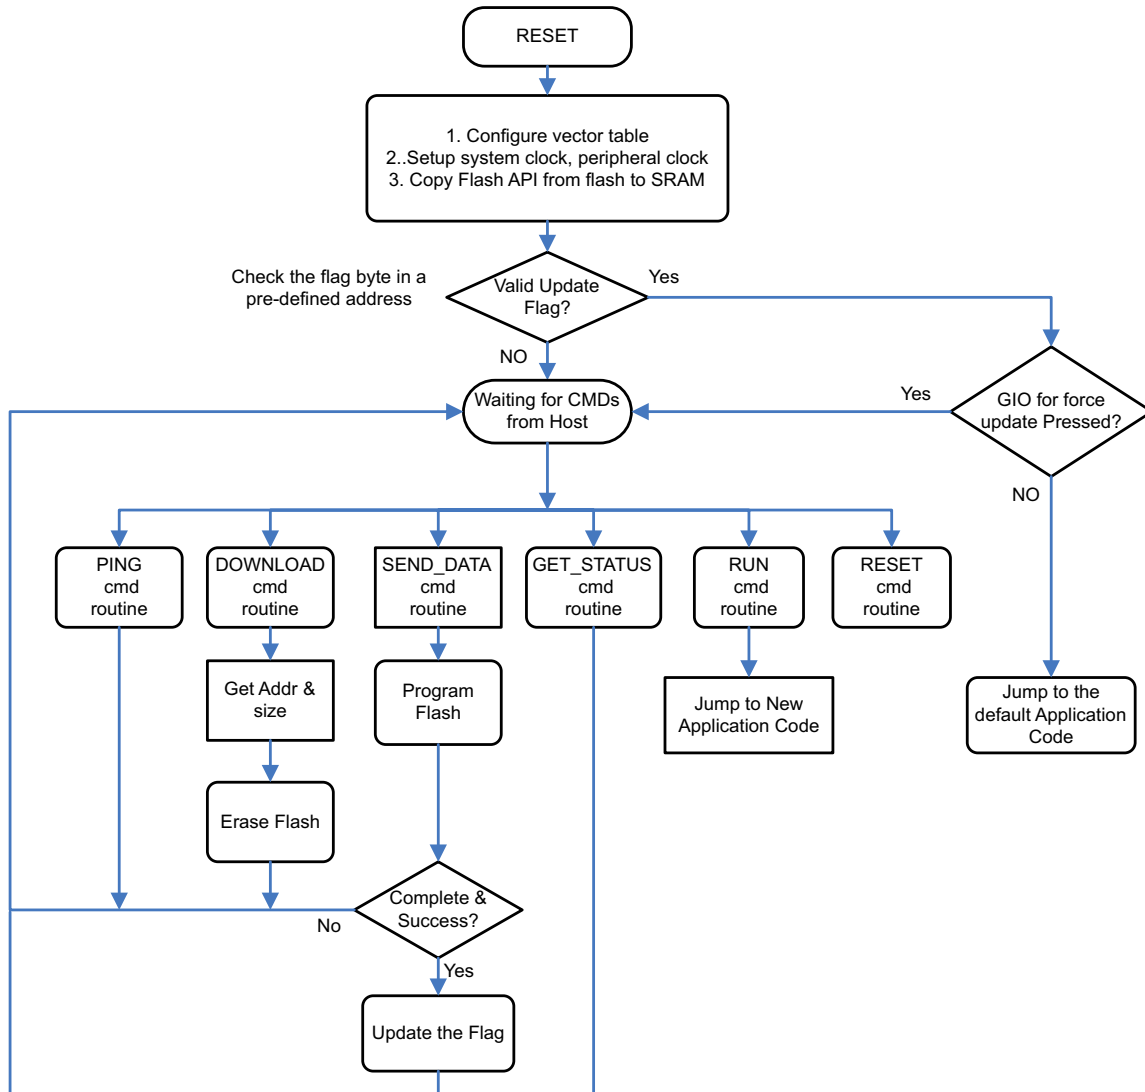 RESET
1. Configure vector table
2..Setup system clock, peripheral clock
3. Copy Flash API from flash to SRAM
Check the flag byte in a
pre-defined address
Valid Update
Flag?
Yes
NO
Waiting for CMDs
from Host
Yes
GIO for force
update Pressed?
NO
PING
cmd
routine
DOWNLOAD
cmd
routine
SEND_DATA
cmd
routine
GET_STATUS
cmd
routine
RUN
cmd
routine
RESET
cmd
routine
Get Addr &
size
Program
Flash
Jump to New
Application Code
Jump to the
default Application
Code
Erase Flash
Complete &
Success?
No
Yes
Update the Flag